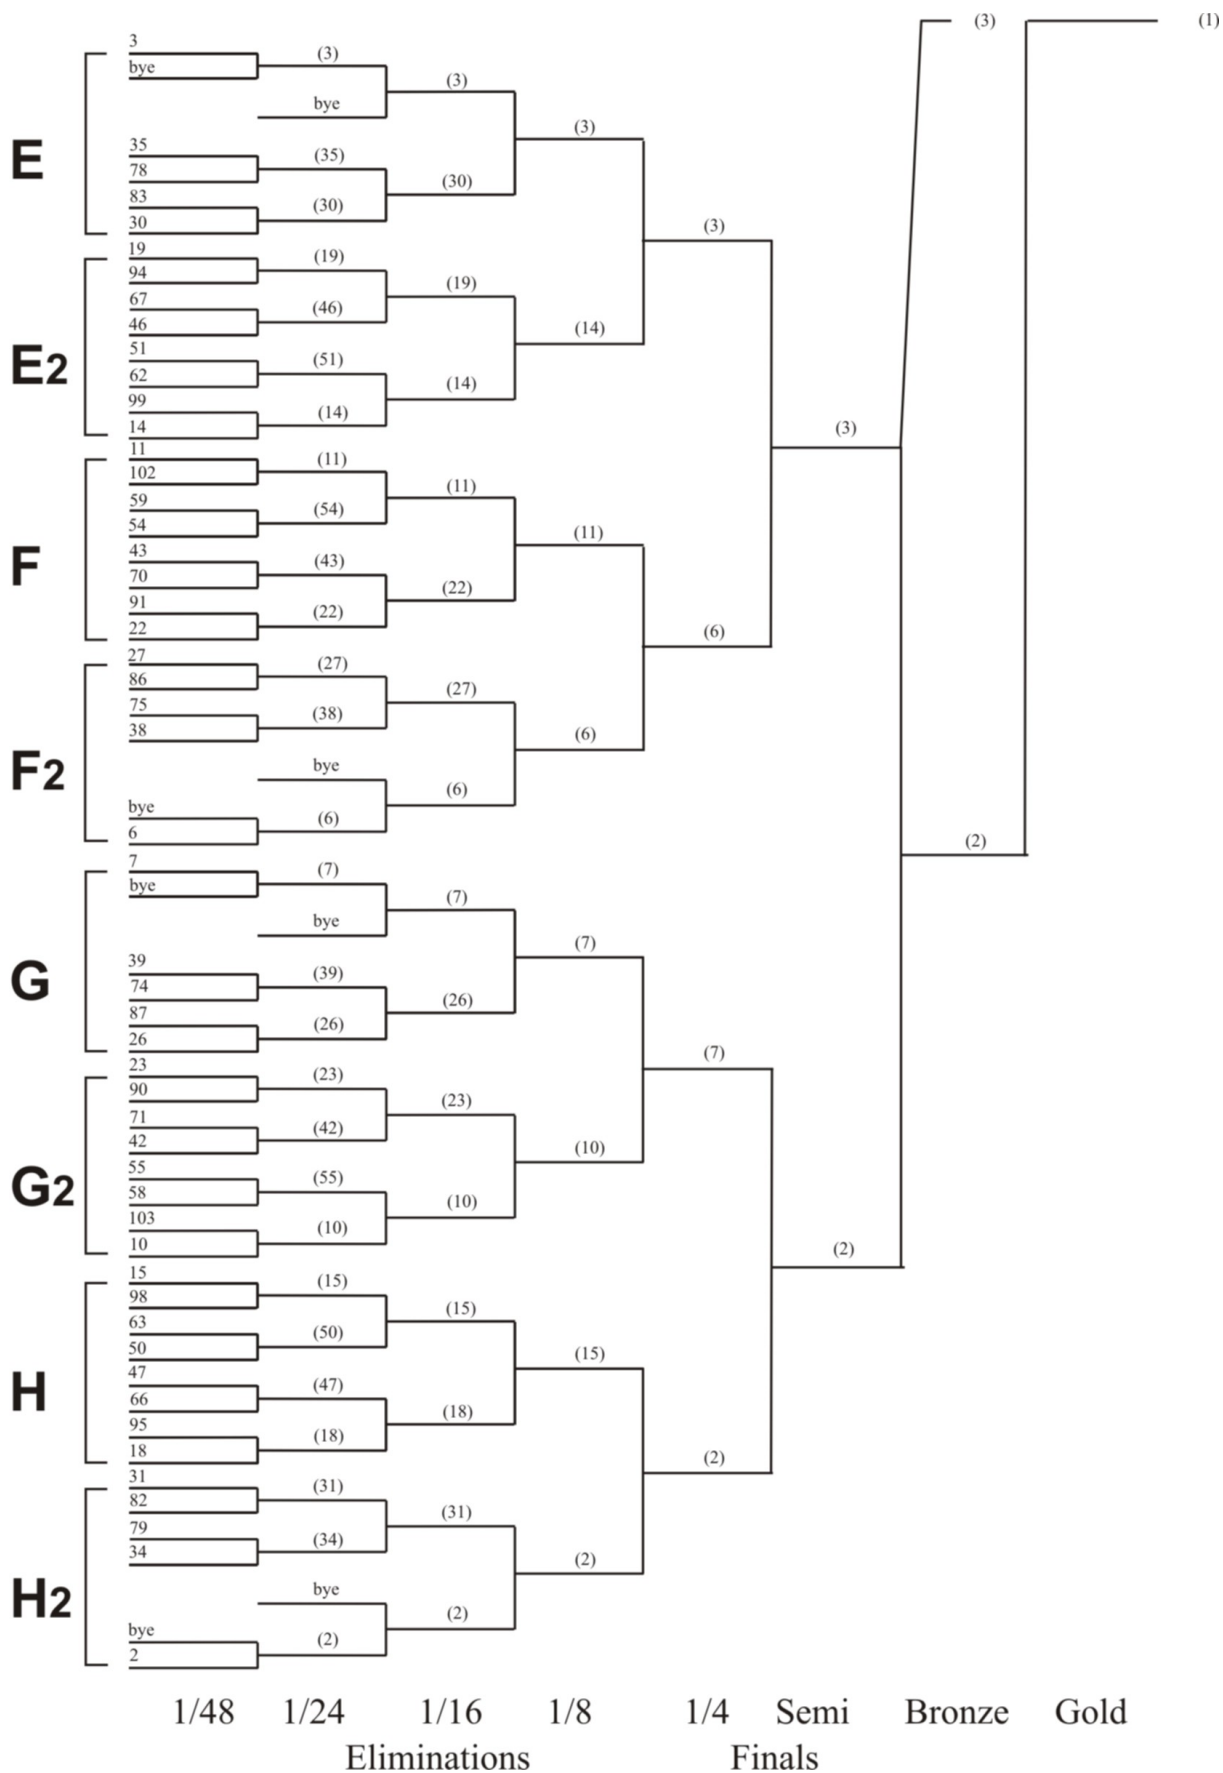 (3) (1)
3 (3)
bye (3)
bye (3)
E
35 (35)
78 (30)
83 (30)
30 (3)
19 (19)
94 (19)
67 (46)
46 (14)
E2
51 (51)
62 (14)
99 (14)
14 (3)
11 (11)
102 (11)
59 (54)
54 (11)
F
43 (43)
70 (22)
91 (22)
22 (6)
27 (27)
86 (27)
75 (38)
38 (6)
F2
bye (6)
bye (6)
6 (2)
7 (7)
bye (7)
bye (7)
G
39 (39)
74 (26)
87 (26)
26 (7)
23 (23)
90 (23)
71 (42)
42 (10)
G2
55 (55)
58 (10)
103 (10)
10 (2)
15 (15)
98 (15)
63 (50)
50 (15)
H
47 (47)
66 (18)
95 (18)
18 (2)
31 (31)
82 (31)
79 (34)
34 (2)
H2
bye (2)
bye (2)
2
1/48 1/24 1/16 1/8 1/4 Semi Bronze Gold
Eliminations Finals